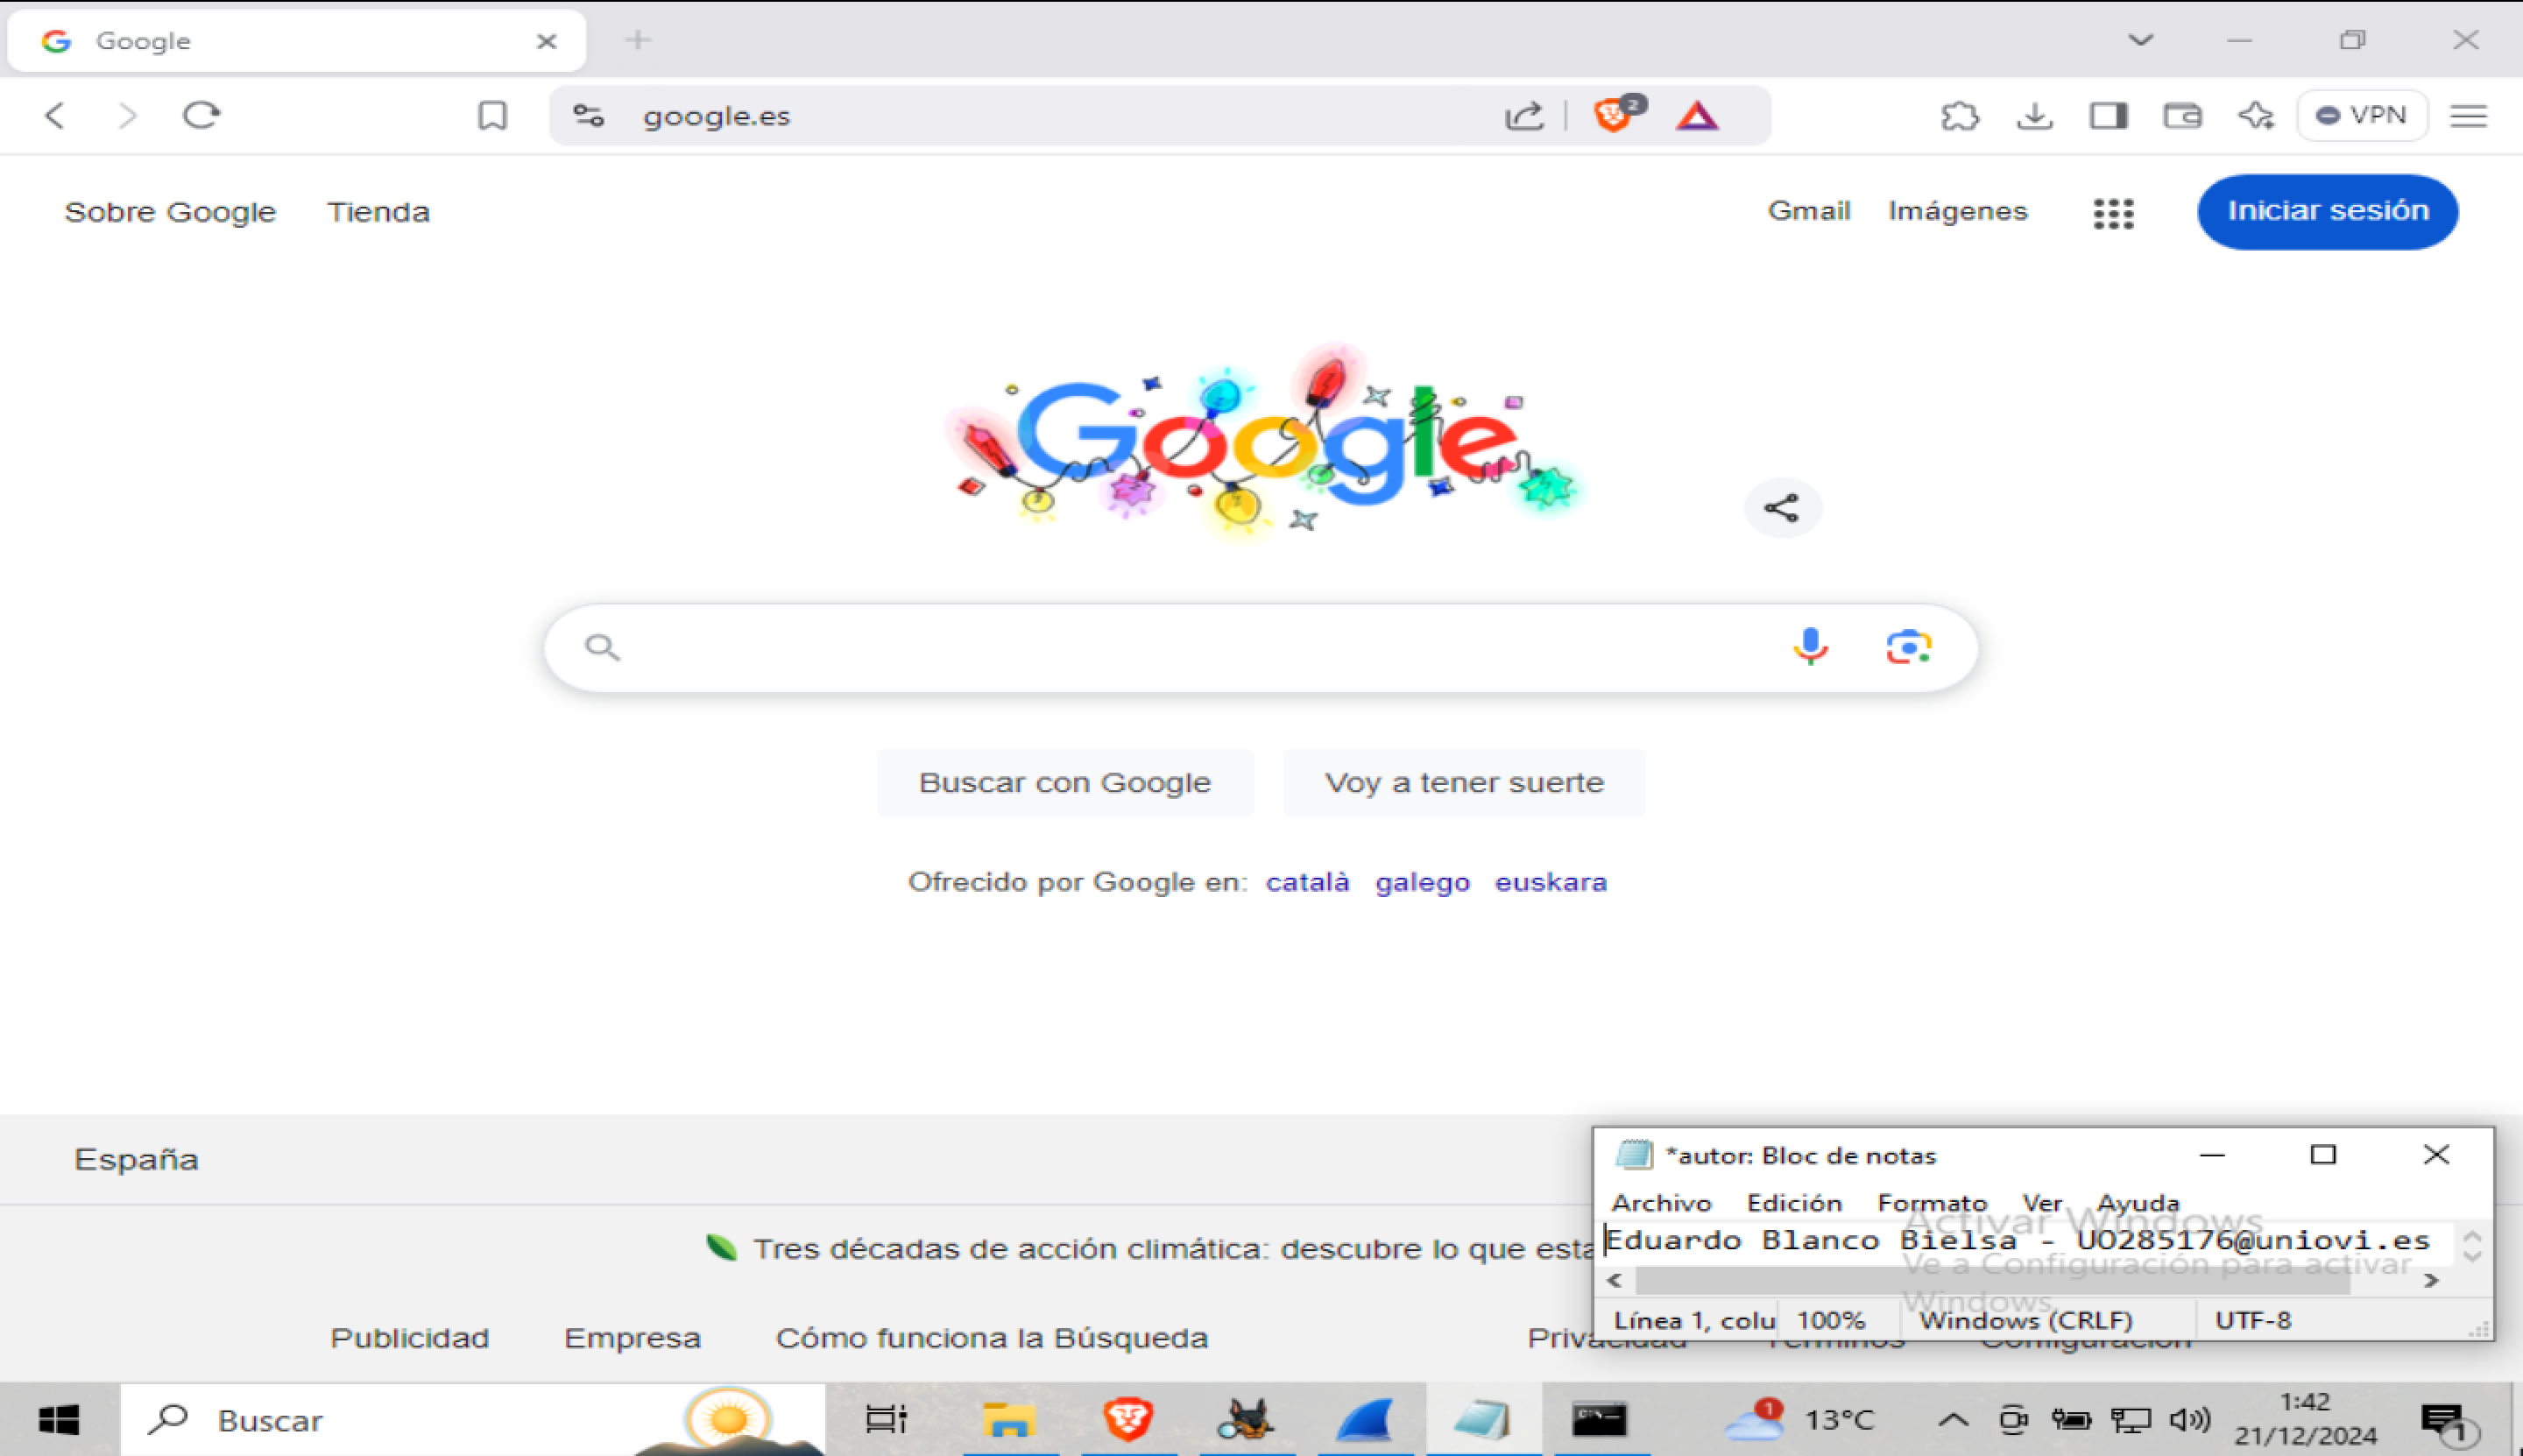 Google
google.es
2
VPN
Sobre Google Tienda
Gmail Imágenes Iniciar sesión
Google
Buscar con Google Voy a tener suerte
Ofrecido por Google en: català galego euskara
España
Tres décadas de acción climática: descubre lo que
Publicidad Empresa Cómo funciona la Búsqueda
Privacidad Términos Configuración
*autor: Bloc de notas
Archivo Edición Formato Ver Ayuda
Eduardo Blanco Bielsa - UO285176@uniovi.es
Activar Windows
Ve a Configuración para activar
Windows.
Línea 1, colu 100% Windows (CRLF) UTF-8
Buscar
1
13°C
1:42
21/12/2024
1